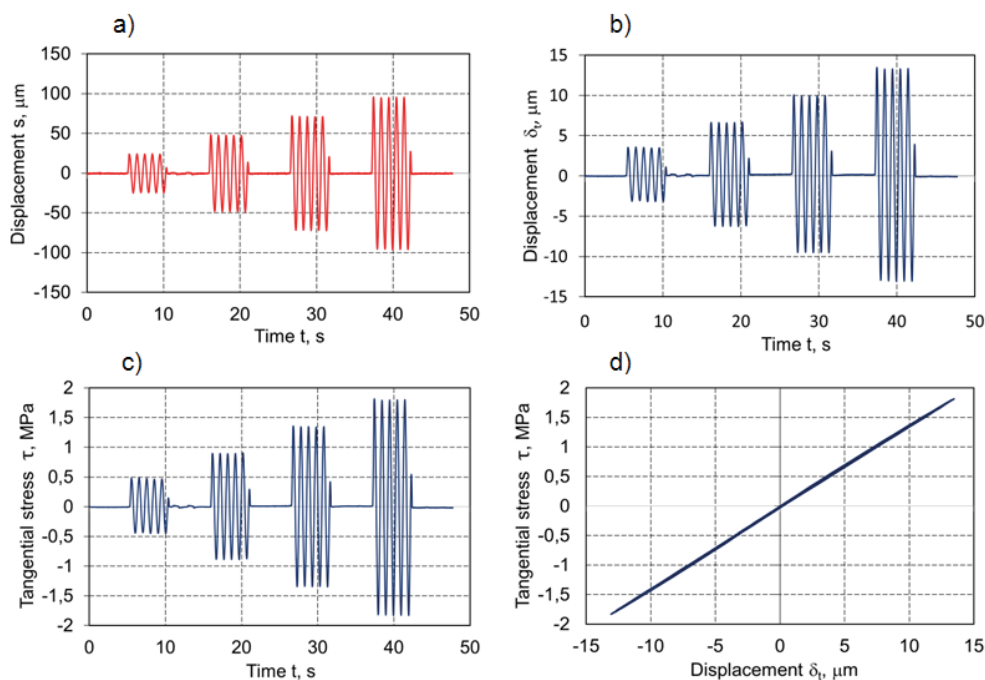 a)
150
100
50
0
-50
-100
-150
Displacement s, μm
0 10 20 30 40 50
Time t, s
b)
15
10
5
0
-5
-10
-15
Displacement δt, μm
0 10 20 30 40 50
Time t, s
c)
2
1,5
1
0,5
0
-0,5
-1
-1,5
-2
Tangential stress τ, MPa
0 10 20 30 40 50
Time t, s
d)
2
1,5
1
0,5
0
-0,5
-1
-1,5
-2
Tangential stress τ, MPa
-15 -10 -5 0 5 10 15
Displacement δt, μm